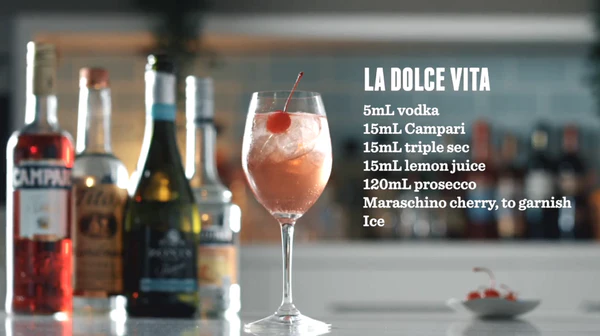 LA DOLCE VITA
5mL vodka
15mL Campari
15mL triple sec
15mL lemon juice
120mL prosecco
Maraschino cherry, to garnish
Ice
CAMPARI
Tito's